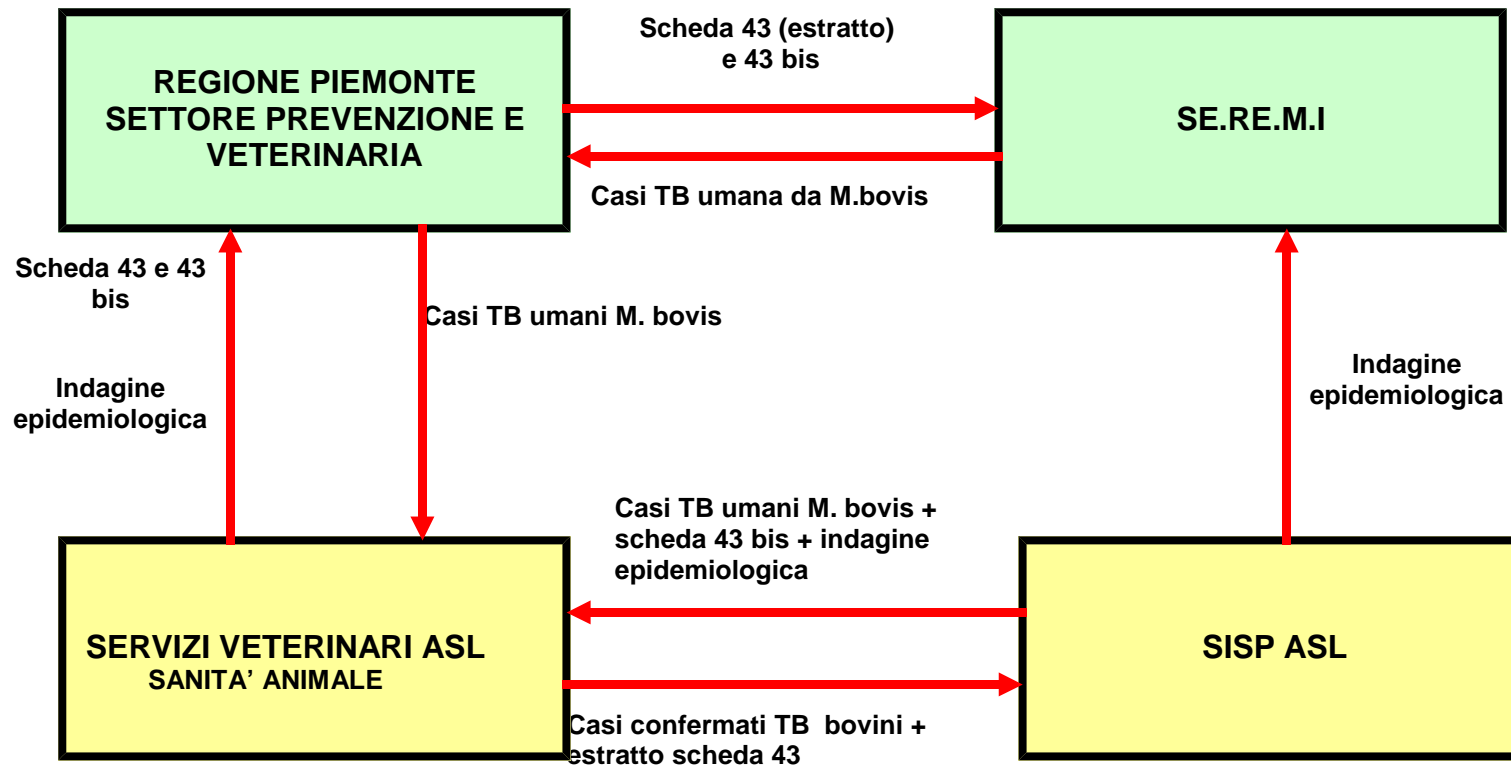 Scheda 43 (estratto)
e 43 bis
REGIONE PIEMONTE
SETTORE PREVENZIONE E
VETERINARIA
SE.RE.M.I
Casi TB umana da M.bovis
Scheda 43 e 43
bis
Casi TB umani M. bovis
Indagine
epidemiologica
Indagine
epidemiologica
Casi TB umani M. bovis +
scheda 43 bis + indagine
epidemiologica
SERVIZI VETERINARI ASL
SANITA’ ANIMALE
SISP ASL
Casi confermati TB  bovini +
estratto scheda 43